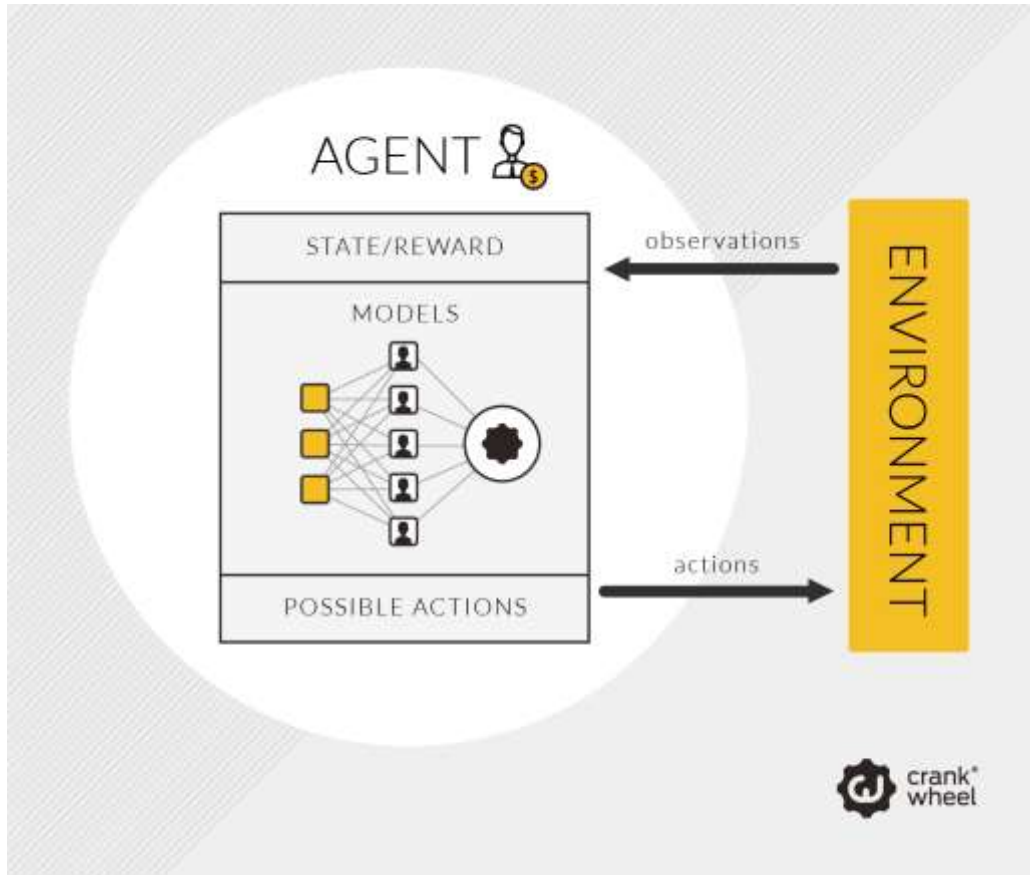 AGENT
$
STATE/REWARD
MODELS
POSSIBLE ACTIONS
observations
actions
ENVIRONMENT
crank
wheel